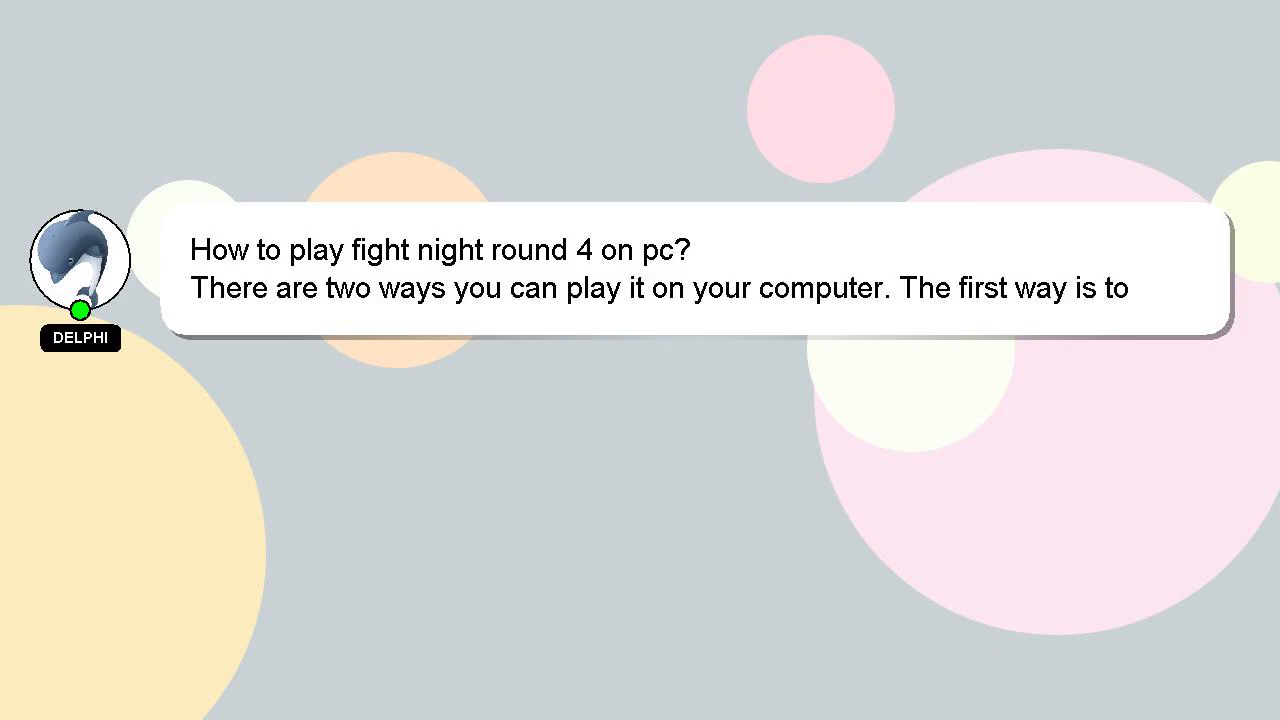 How to play fight night round 4 on pc?
There are two ways you can play it on your computer. The first way is to
DELPHI